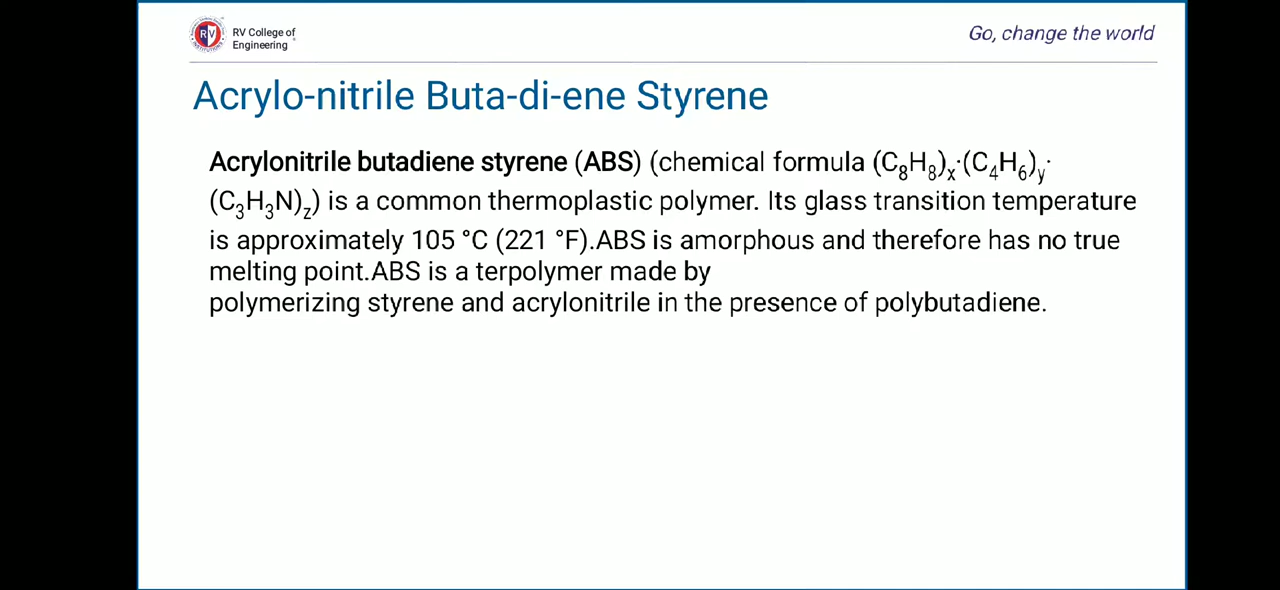 RV College of
Engineering
Go, change the world
Acrylo-nitrile Buta-di-ene Styrene
Acrylonitrile butadiene styrene (ABS) (chemical formula (C₈H₈)ₓ·(C₄H₆)ᵧ·
(C₃H₃N)z) is a common thermoplastic polymer. Its glass transition temperature
is approximately 105 °C (221 °F).ABS is amorphous and therefore has no true
melting point.ABS is a terpolymer made by
polymerizing styrene and acrylonitrile in the presence of polybutadiene.